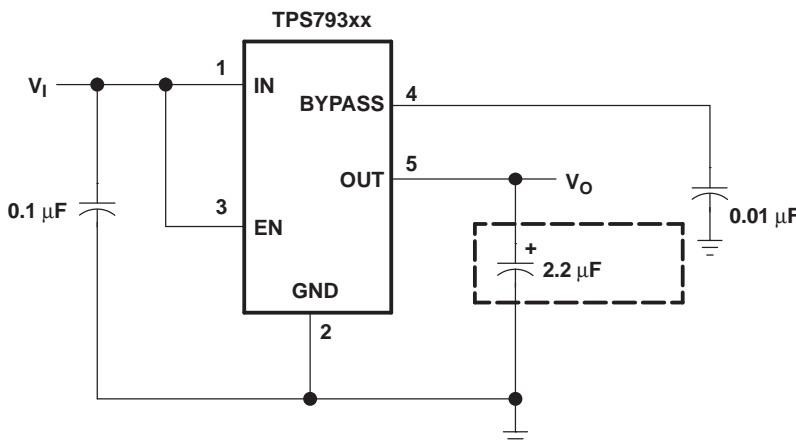 TPS793xx
V_I
1
IN
BYPASS
4
OUT
5
V_O
0.1 μF
3
EN
+
2.2 μF
0.01 μF
GND
2